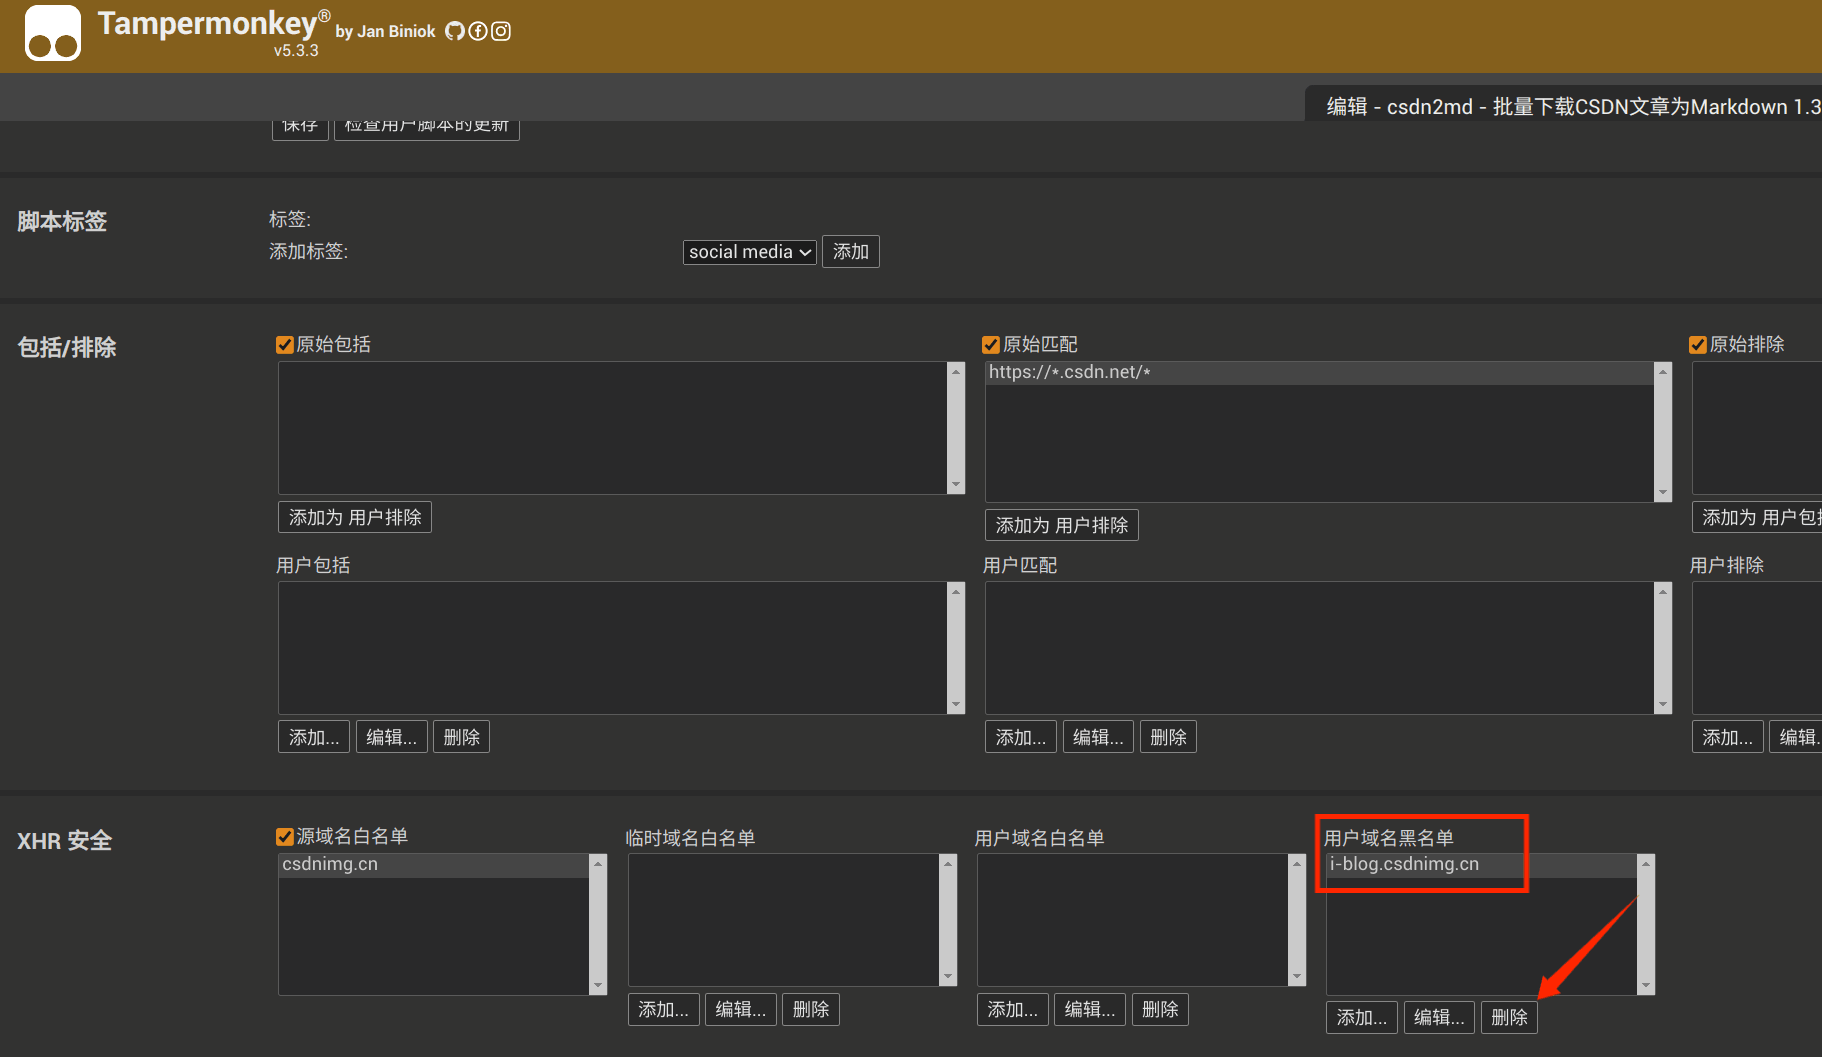 Tampermonkey® by Jan Biniok
v5.3.3
编辑 - csdn2md - 批量下载CSDN文章为Markdown 1.3
保存 检查用户脚本的更新
脚本标签 标签:
添加标签: social media 添加
包括/排除 原始包括 原始匹配 原始排除
https://*.csdn.net/*
添加为 用户排除 添加为 用户排除 添加为 用户包括
用户包括 用户匹配 用户排除
添加... 编辑... 删除 添加... 编辑... 删除 添加... 编辑..
XHR 安全 源域名白名单 临时域名白名单 用户域名白名单 用户域名黑名单
csdnimg.cn i-blog.csdnimg.cn
添加... 编辑... 删除 添加... 编辑... 删除 添加... 编辑... 删除